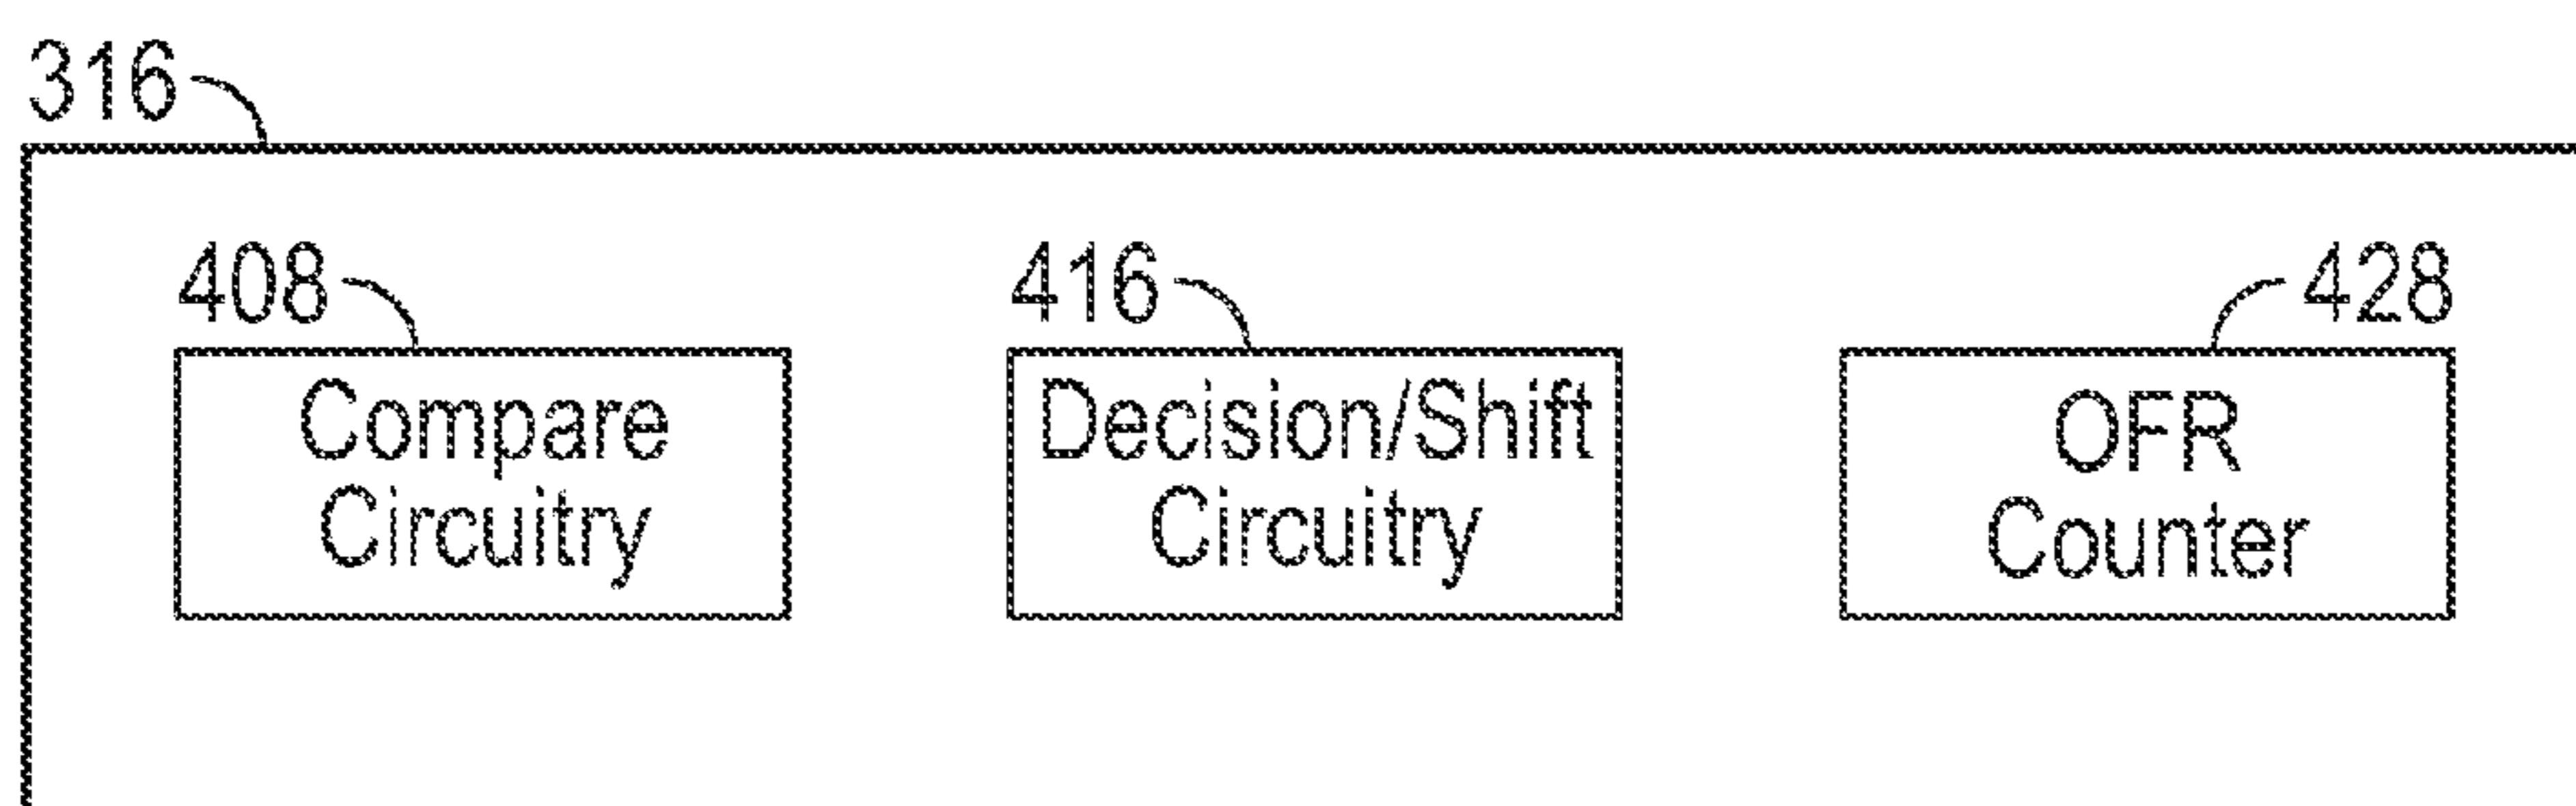 316
408
416
428
Compare
Circuitry
Decision/Shift
Circuitry
OFR
Counter